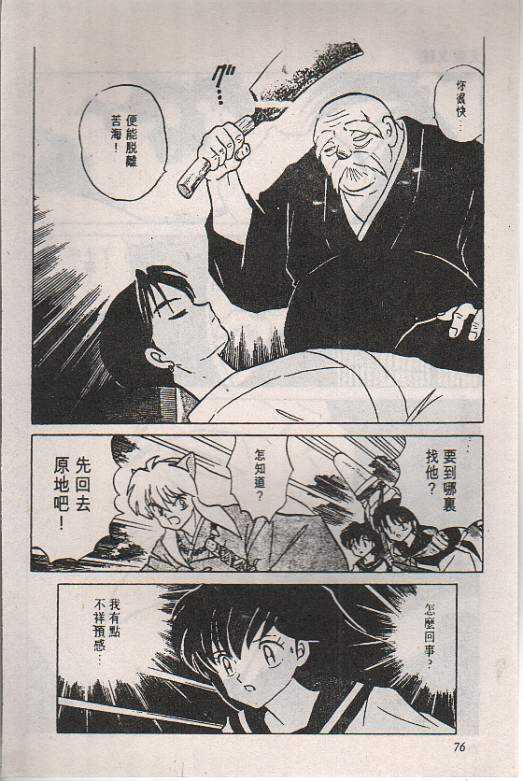 你很快…
便能脫離
苦海！
グ…
要到哪裏
找他？
怎知道？
先回去
原地吧！
怎麼回事？
我有點
不祥預感…
76